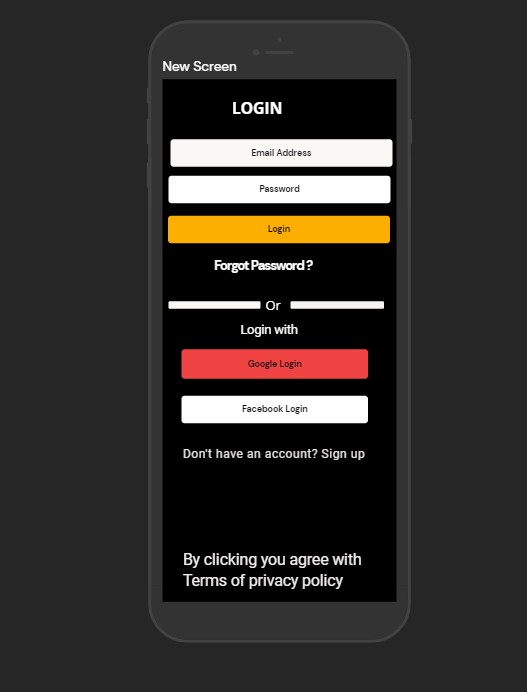 New Screen
LOGIN
Email Address
Password
Login
Forgot Password ?
Or
Login with
Google Login
Facebook Login
Don't have an account? Sign up
By clicking you agree with
Terms of privacy policy